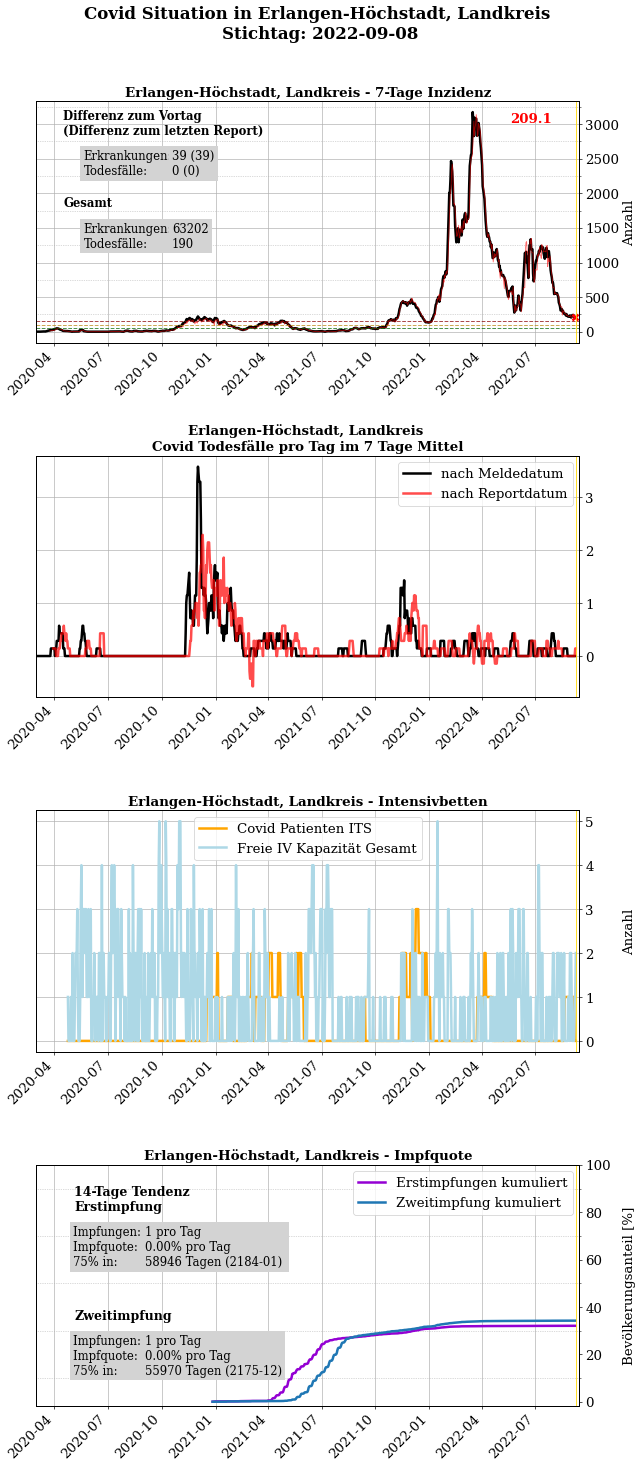 Covid Situation in Erlangen-Höchstadt, Landkreis
Stichtag: 2022-09-08
Erlangen-Höchstadt, Landkreis - 7-Tage Inzidenz
Differenz zum Vortag
(Differenz zum letzten Report)
Erkrankungen 39 (39)
Todesfälle: 0 (0)
Gesamt
Erkrankungen 63202
Todesfälle: 190
209.1
3000
2500
2000
1500
1000
500
0
Anzahl
2020-04
2020-07
2020-10
2021-01
2021-04
2021-07
2021-10
2022-01
2022-04
2022-07
Erlangen-Höchstadt, Landkreis
Covid Todesfälle pro Tag im 7 Tage Mittel
nach Meldedatum
nach Reportdatum
3
2
1
0
2020-04
2020-07
2020-10
2021-01
2021-04
2021-07
2021-10
2022-01
2022-04
2022-07
Erlangen-Höchstadt, Landkreis - Intensivbetten
Covid Patienten ITS
Freie IV Kapazität Gesamt
5
4
3
2
1
0
Anzahl
2020-04
2020-07
2020-10
2021-01
2021-04
2021-07
2021-10
2022-01
2022-04
2022-07
Erlangen-Höchstadt, Landkreis - Impfquote
14-Tage Tendenz
Erstimpfung
Impfungen: 1 pro Tag
Impfquote: 0.00% pro Tag
75% in: 58946 Tagen (2184-01)
Zweitimpfung
Impfungen: 1 pro Tag
Impfquote: 0.00% pro Tag
75% in: 55970 Tagen (2175-12)
Erstimpfungen kumuliert
Zweitimpfung kumuliert
100
80
60
40
20
0
Bevölkerungsanteil [%]
2020-04
2020-07
2020-10
2021-01
2021-04
2021-07
2021-10
2022-01
2022-04
2022-07